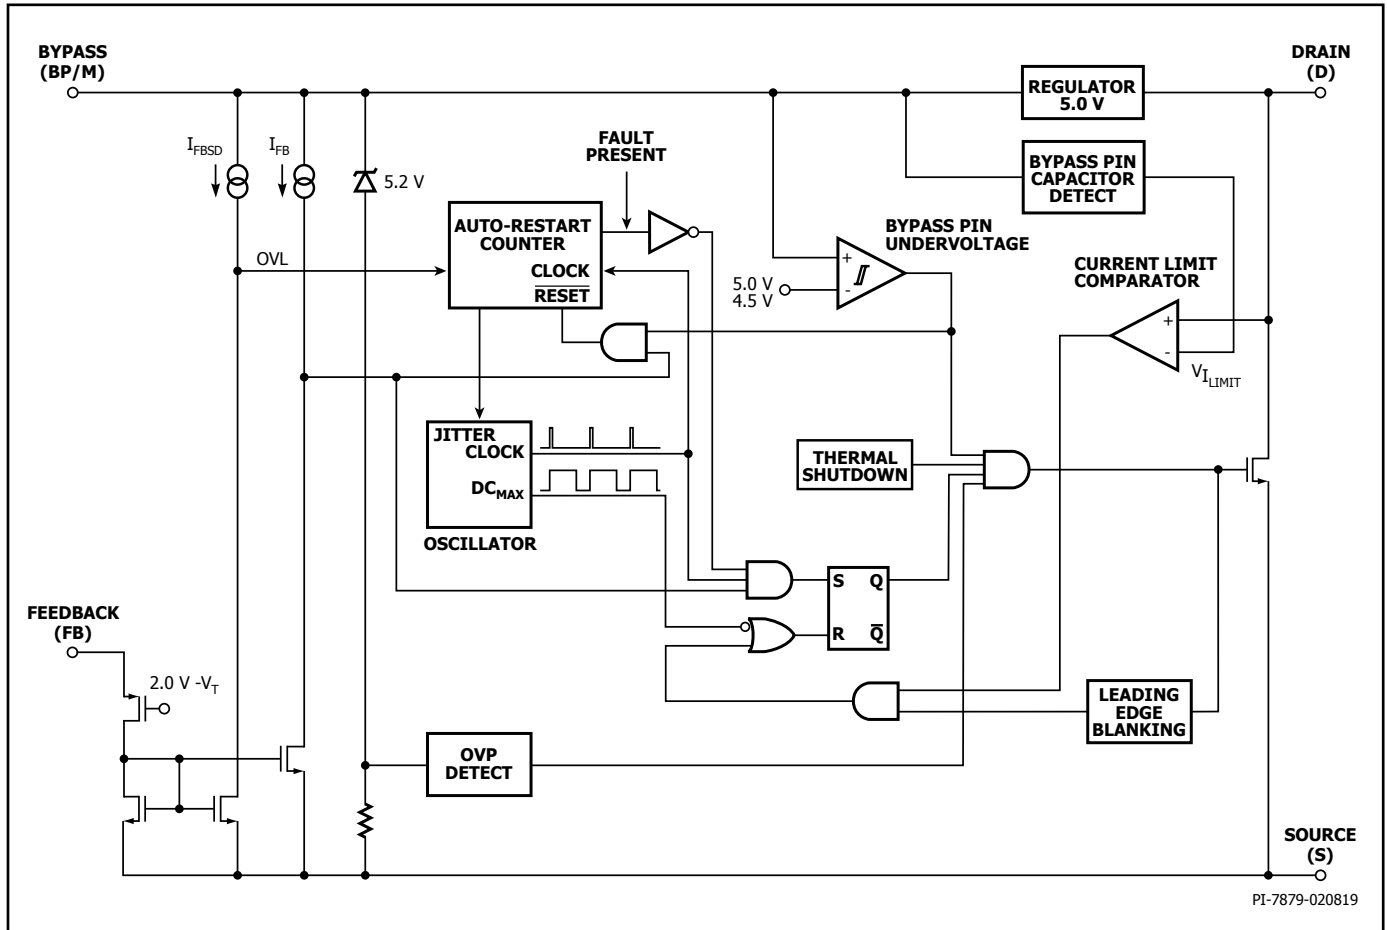 BYPASS
(BP/M)
DRAIN
(D)
REGULATOR
5.0 V
I_FBSD
I_FB
FAULT
PRESENT
BYPASS PIN
CAPACITOR
DETECT
5.2 V
AUTO-RESTART
COUNTER
CLOCK
RESET
BYPASS PIN
UNDERVOLTAGE
+
-
5.0 V
4.5 V
OVL
CURRENT LIMIT
COMPARATOR
+
-
V_ILIMIT
JITTER
CLOCK
DC_MAX
OSCILLATOR
THERMAL
SHUTDOWN
S Q
R Q̅
FEEDBACK
(FB)
2.0 V -V_T
LEADING
EDGE
BLANKING
OVP
DETECT
SOURCE
(S)
PI-7879-020819